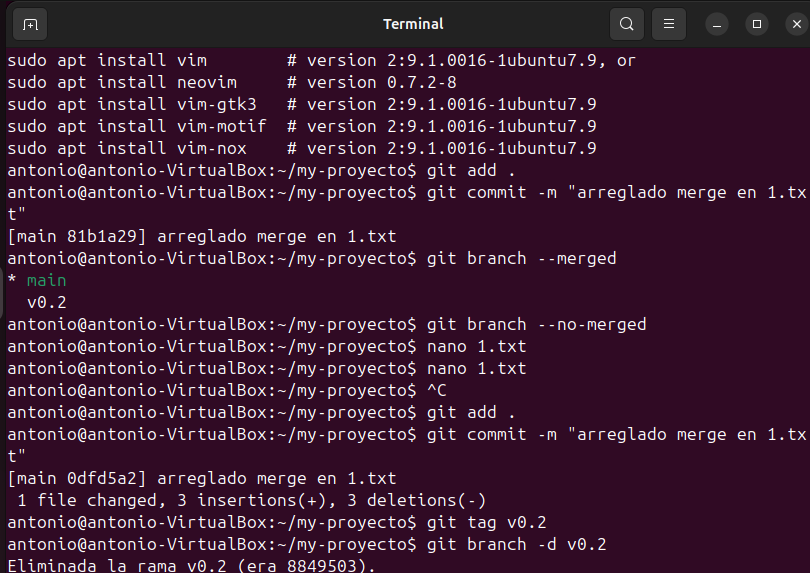 Terminal
sudo apt install vim        # version 2:9.1.0016-1ubuntu7.9, or
sudo apt install neovim     # version 0.7.2-8
sudo apt install vim-gtk3   # version 2:9.1.0016-1ubuntu7.9
sudo apt install vim-motif  # version 2:9.1.0016-1ubuntu7.9
sudo apt install vim-nox    # version 2:9.1.0016-1ubuntu7.9
antonio@antonio-VirtualBox:~/my-proyecto$ git add .
antonio@antonio-VirtualBox:~/my-proyecto$ git commit -m "arreglado merge en 1.tx
t"
[main 81b1a29] arreglado merge en 1.txt
antonio@antonio-VirtualBox:~/my-proyecto$ git branch --merged
* main
  v0.2
antonio@antonio-VirtualBox:~/my-proyecto$ git branch --no-merged
antonio@antonio-VirtualBox:~/my-proyecto$ nano 1.txt
antonio@antonio-VirtualBox:~/my-proyecto$ nano 1.txt
antonio@antonio-VirtualBox:~/my-proyecto$ ^C
antonio@antonio-VirtualBox:~/my-proyecto$ git add .
antonio@antonio-VirtualBox:~/my-proyecto$ git commit -m "arreglado merge en 1.tx
t"
[main 0dfd5a2] arreglado merge en 1.txt
 1 file changed, 3 insertions(+), 3 deletions(-)
antonio@antonio-VirtualBox:~/my-proyecto$ git tag v0.2
antonio@antonio-VirtualBox:~/my-proyecto$ git branch -d v0.2
Eliminada la rama v0.2 (era 8849503).